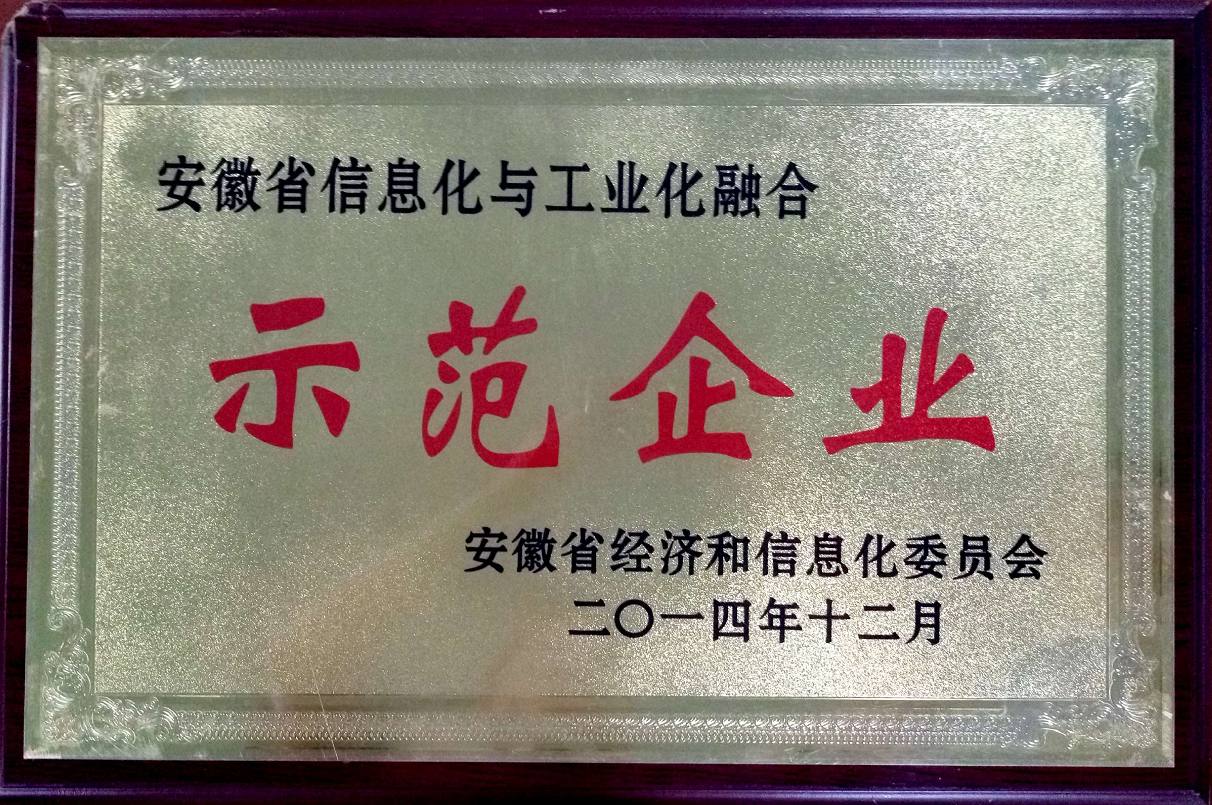 安徽省信息化与工业化融合
示范企业
安徽省经济和信息化委员会
二〇一四年十二月